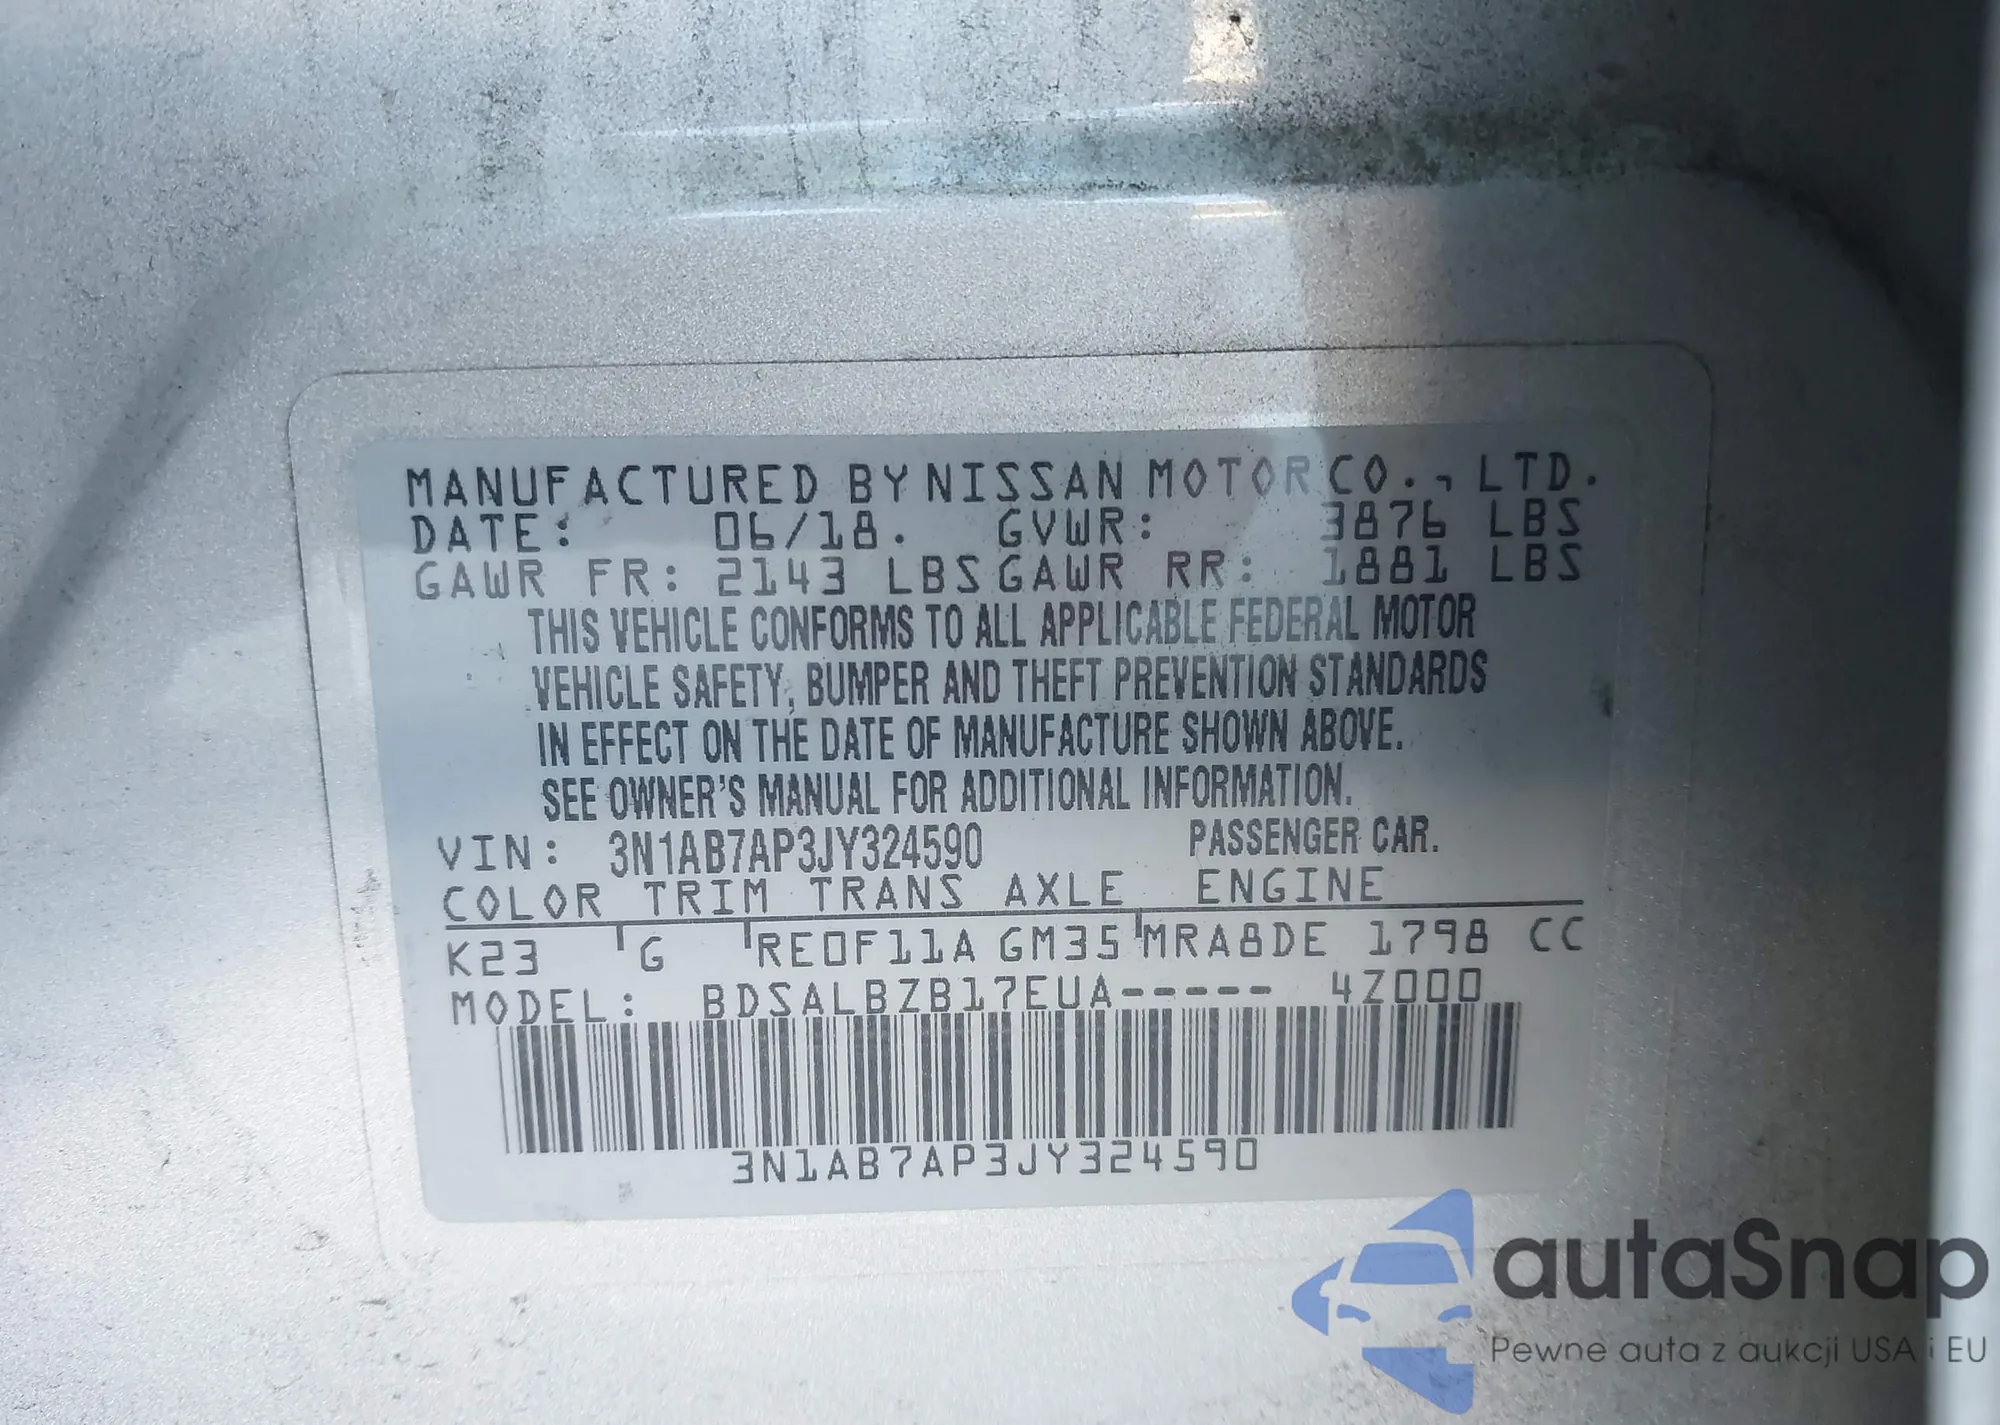 MANUFACTURED BY NISSAN MOTOR CO., LTD.
DATE: 06/18. GVWR: 3876 LBS
GAWR FR: 2143 LBS GAWR RR: 1881 LBS
THIS VEHICLE CONFORMS TO ALL APPLICABLE FEDERAL MOTOR
VEHICLE SAFETY, BUMPER AND THEFT PREVENTION STANDARDS
IN EFFECT ON THE DATE OF MANUFACTURE SHOWN ABOVE.
SEE OWNER'S MANUAL FOR ADDITIONAL INFORMATION.
VIN: 3N1AB7AP3JY324590 PASSENGER CAR.
COLOR TRIM TRANS AXLE ENGINE
K23 G RE0F11A GM35 MRA8DE 1798 CC
MODEL: BDSALBZB17EUA----- 4Z000
3N1AB7AP3JY324590
autaSnap
Pewne auta z aukcji USA i EU